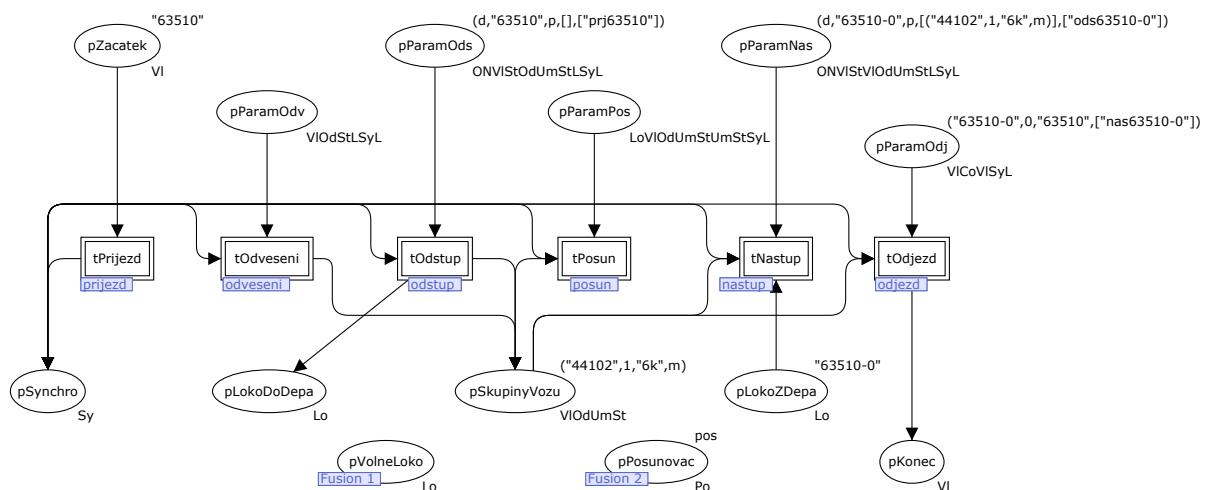 "63510"
(d,"63510",p,[],["prj63510"])
(d,"63510-0",p,[("44102",1,"6k",m)],["ods63510-0"])
pZacatek
pParamOds
pParamNas
Vl
ONVlStOdUmStLSyL
ONVlStVlOdUmStLSyL
pParamOdv
pParamPos
("63510-0",0,"63510",["nas63510-0"])
VlOdStLSyL
LoVlOdUmStUmStSyL
pParamOdj
VlCoVlSyL
tPrijezd
tOdveseni
tOdstup
tPosun
tNastup
tOdjezd
prijezd
odveseni
odstup
posun
nastup
odjezd
("44102",1,"6k",m)
"63510-0"
pSynchro
pLokoDoDepa
pSkupinyVozu
pLokoZDepa
Sy
Lo
VlOdUmSt
Lo
pos
pVolneLoko
pPosunovac
pKonec
Fusion 1
Lo
Fusion 2
Po
Vl